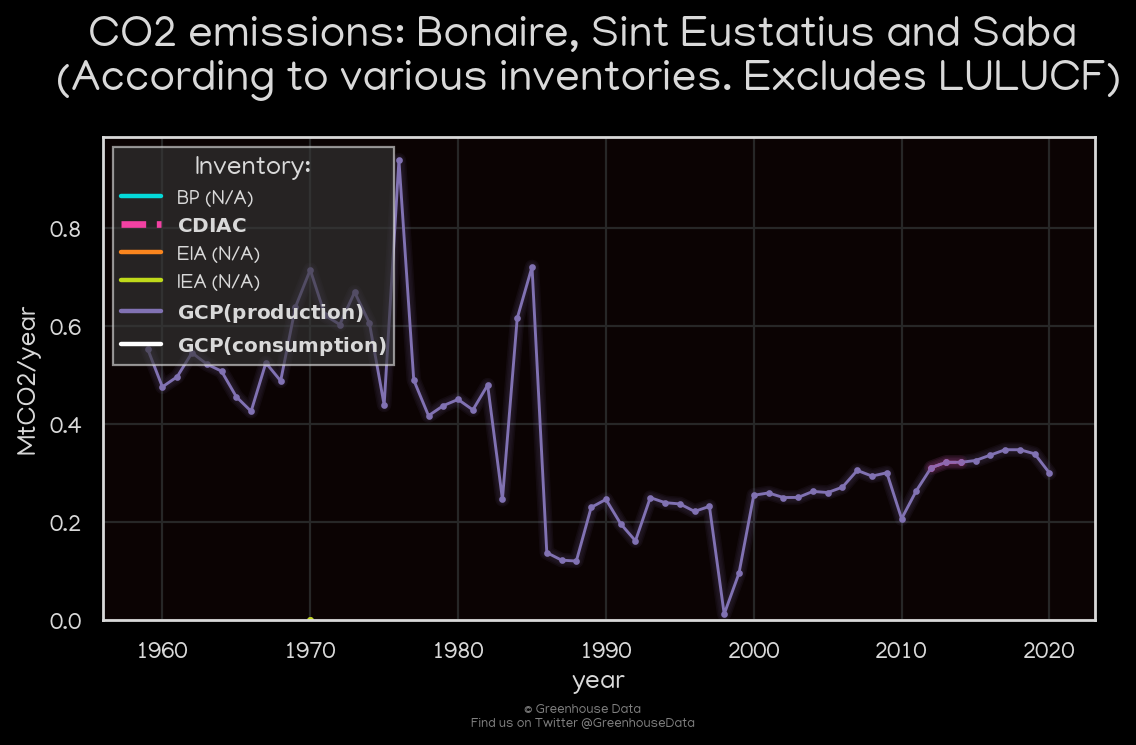 CO2 emissions: Bonaire, Sint Eustatius and Saba
(According to various inventories. Excludes LULUCF)
Inventory:
BP (N/A)
CDIAC
EIA (N/A)
IEA (N/A)
GCP(production)
GCP(consumption)
MtCO2/year
0.8
0.6
0.4
0.2
0.0
1960 1970 1980 1990 2000 2010 2020
year
© Greenhouse Data
Find us on Twitter @GreenhouseData